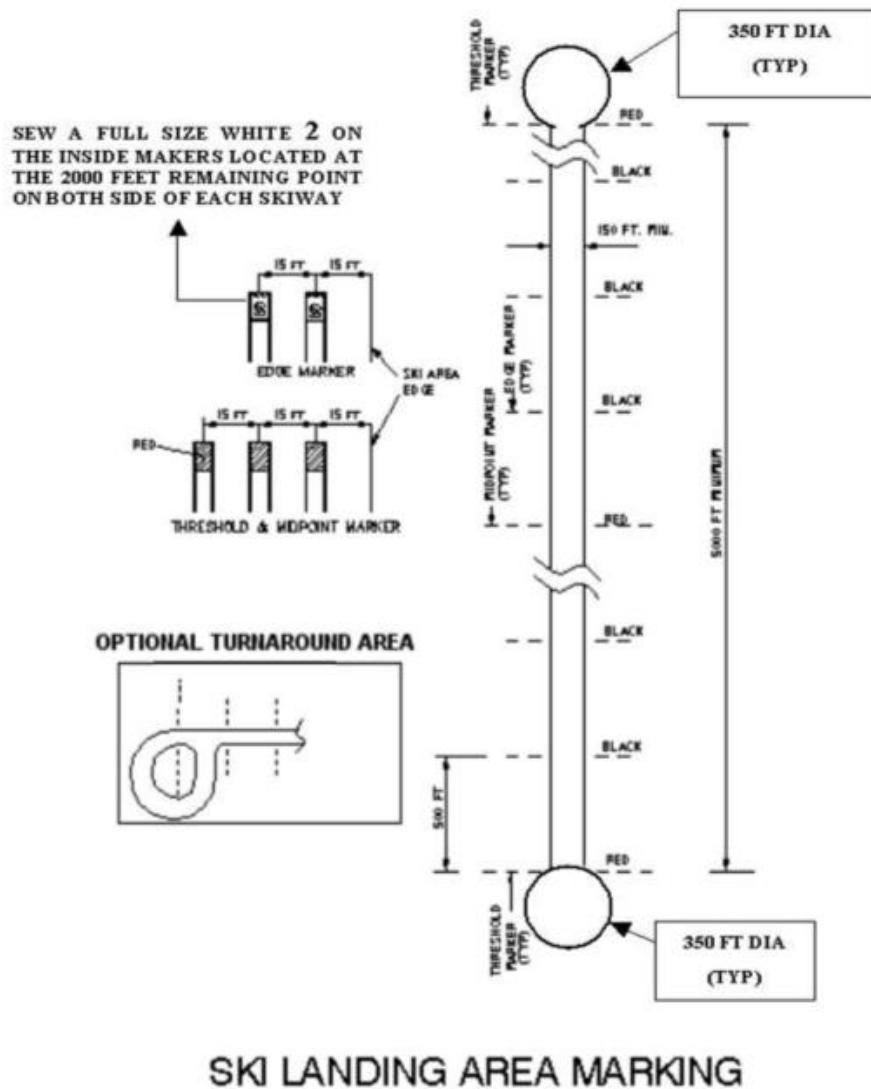 350 FT DIA
(TYP)
THRESHOLD
MARKER
(TYP)
RED
SEW A FULL SIZE WHITE 2 ON
THE INSIDE MAKERS LOCATED AT
THE 2000 FEET REMAINING POINT
ON BOTH SIDE OF EACH SKIWAY
BLACK
150 FT. MIN.
15 FT
15 FT
BLACK
EDGE MARKER
(TYP)
EDGE MARKER
SKI AREA
EDGE
BLACK
15 FT
15 FT
15 FT
RED
MIDPOINT MARKER
(TYP)
THRESHOLD & MIDPOINT MARKER
RED
5000 FT MINIMUM
OPTIONAL TURNAROUND AREA
BLACK
BLACK
500 FT
RED
THRESHOLD
MARKER
(TYP)
350 FT DIA
(TYP)
SKI LANDING AREA MARKING